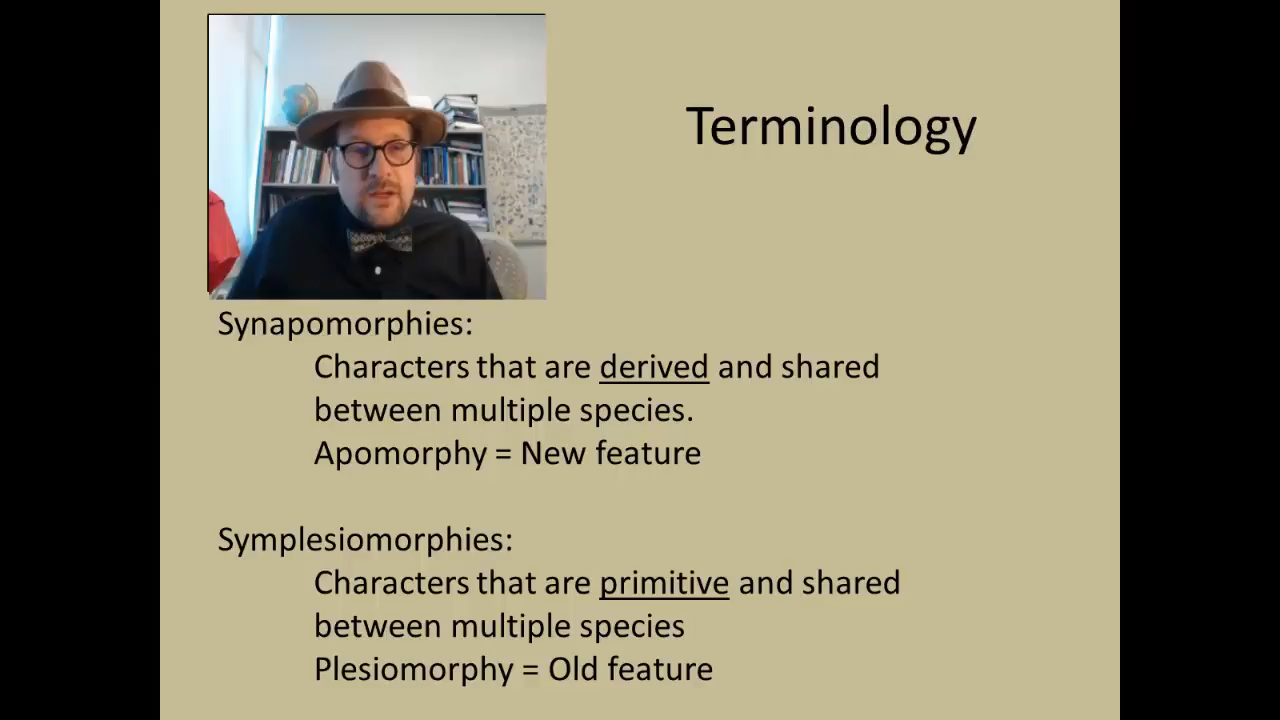 Terminology
Synapomorphies:
Characters that are derived and shared
between multiple species.
Apomorphy = New feature
Symplesiomorphies:
Characters that are primitive and shared
between multiple species
Plesiomorphy = Old feature